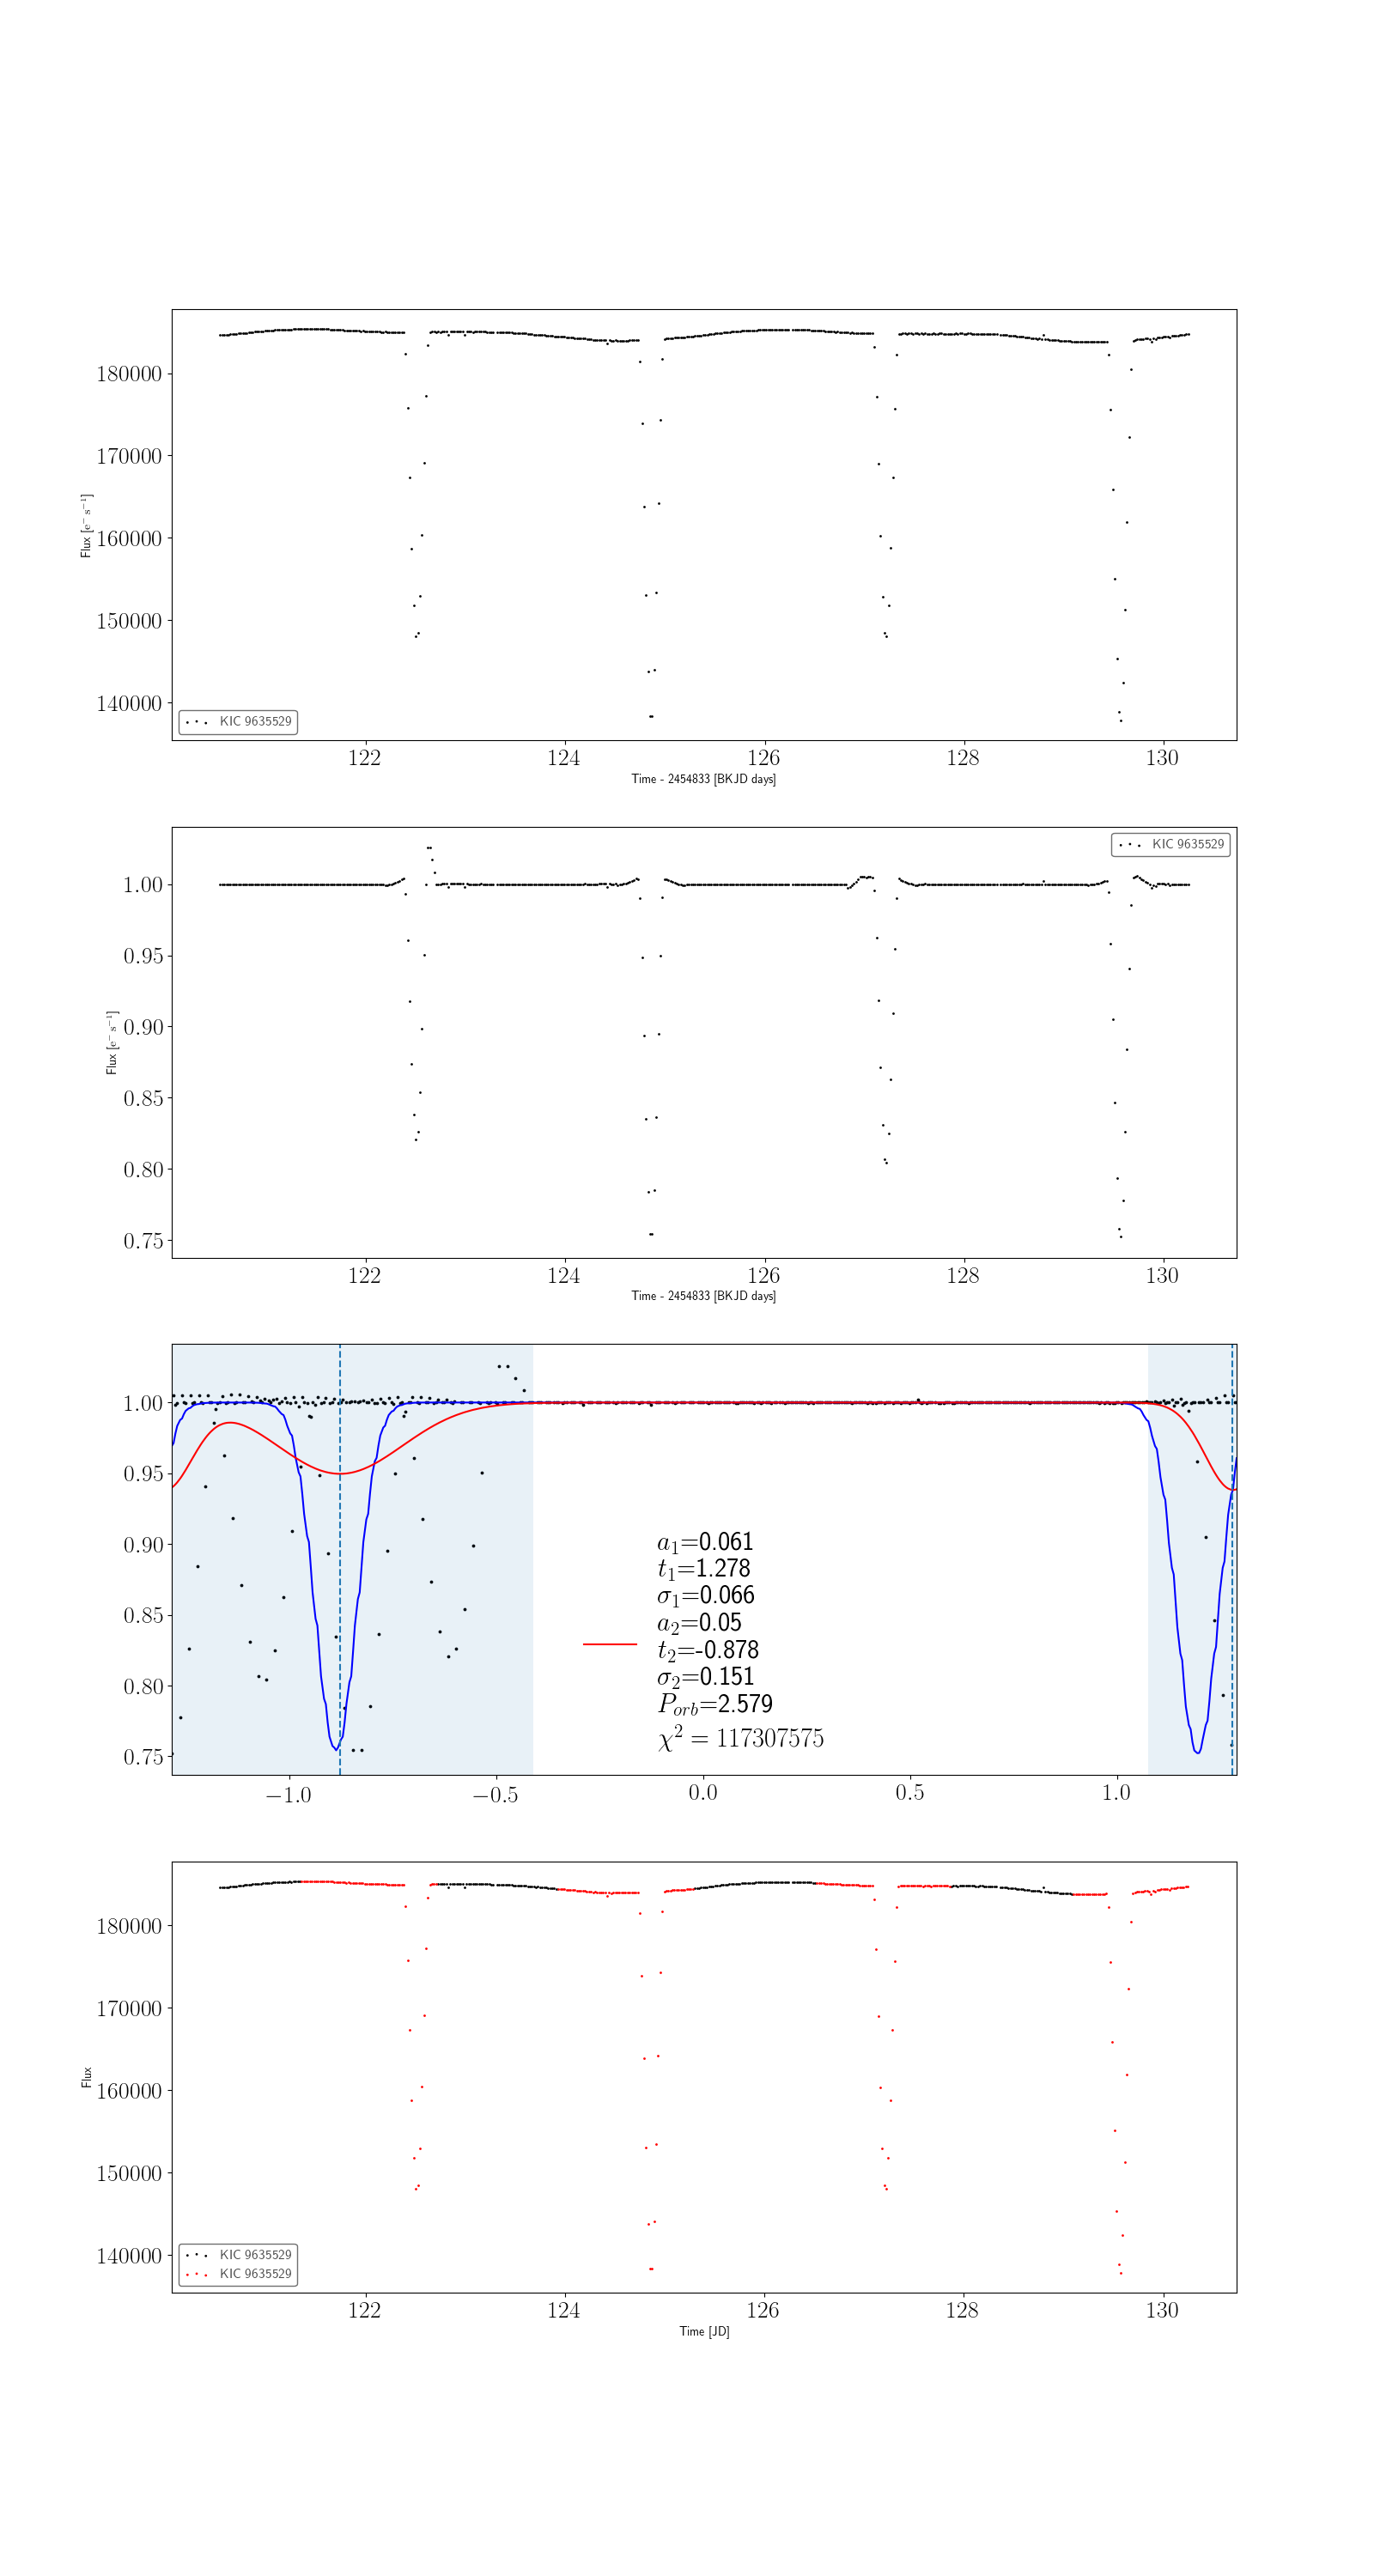 180000
170000
160000
150000
140000
Flux [e⁻ s⁻¹]
KIC 9635529
122 124 126 128 130
Time - 2454833 [BKJD days]
KIC 9635529
1.00
0.95
0.90
0.85
0.80
0.75
Flux [e⁻ s⁻¹]
122 124 126 128 130
Time - 2454833 [BKJD days]
1.00
0.95
0.90
0.85
0.80
0.75
a₁=0.061
t₁=1.278
σ₁=0.066
a₂=0.05
t₂=-0.878
σ₂=0.151
P_orb=2.579
χ² = 117307575
−1.0 −0.5 0.0 0.5 1.0
180000
170000
160000
150000
140000
Flux
KIC 9635529
KIC 9635529
122 124 126 128 130
Time [JD]